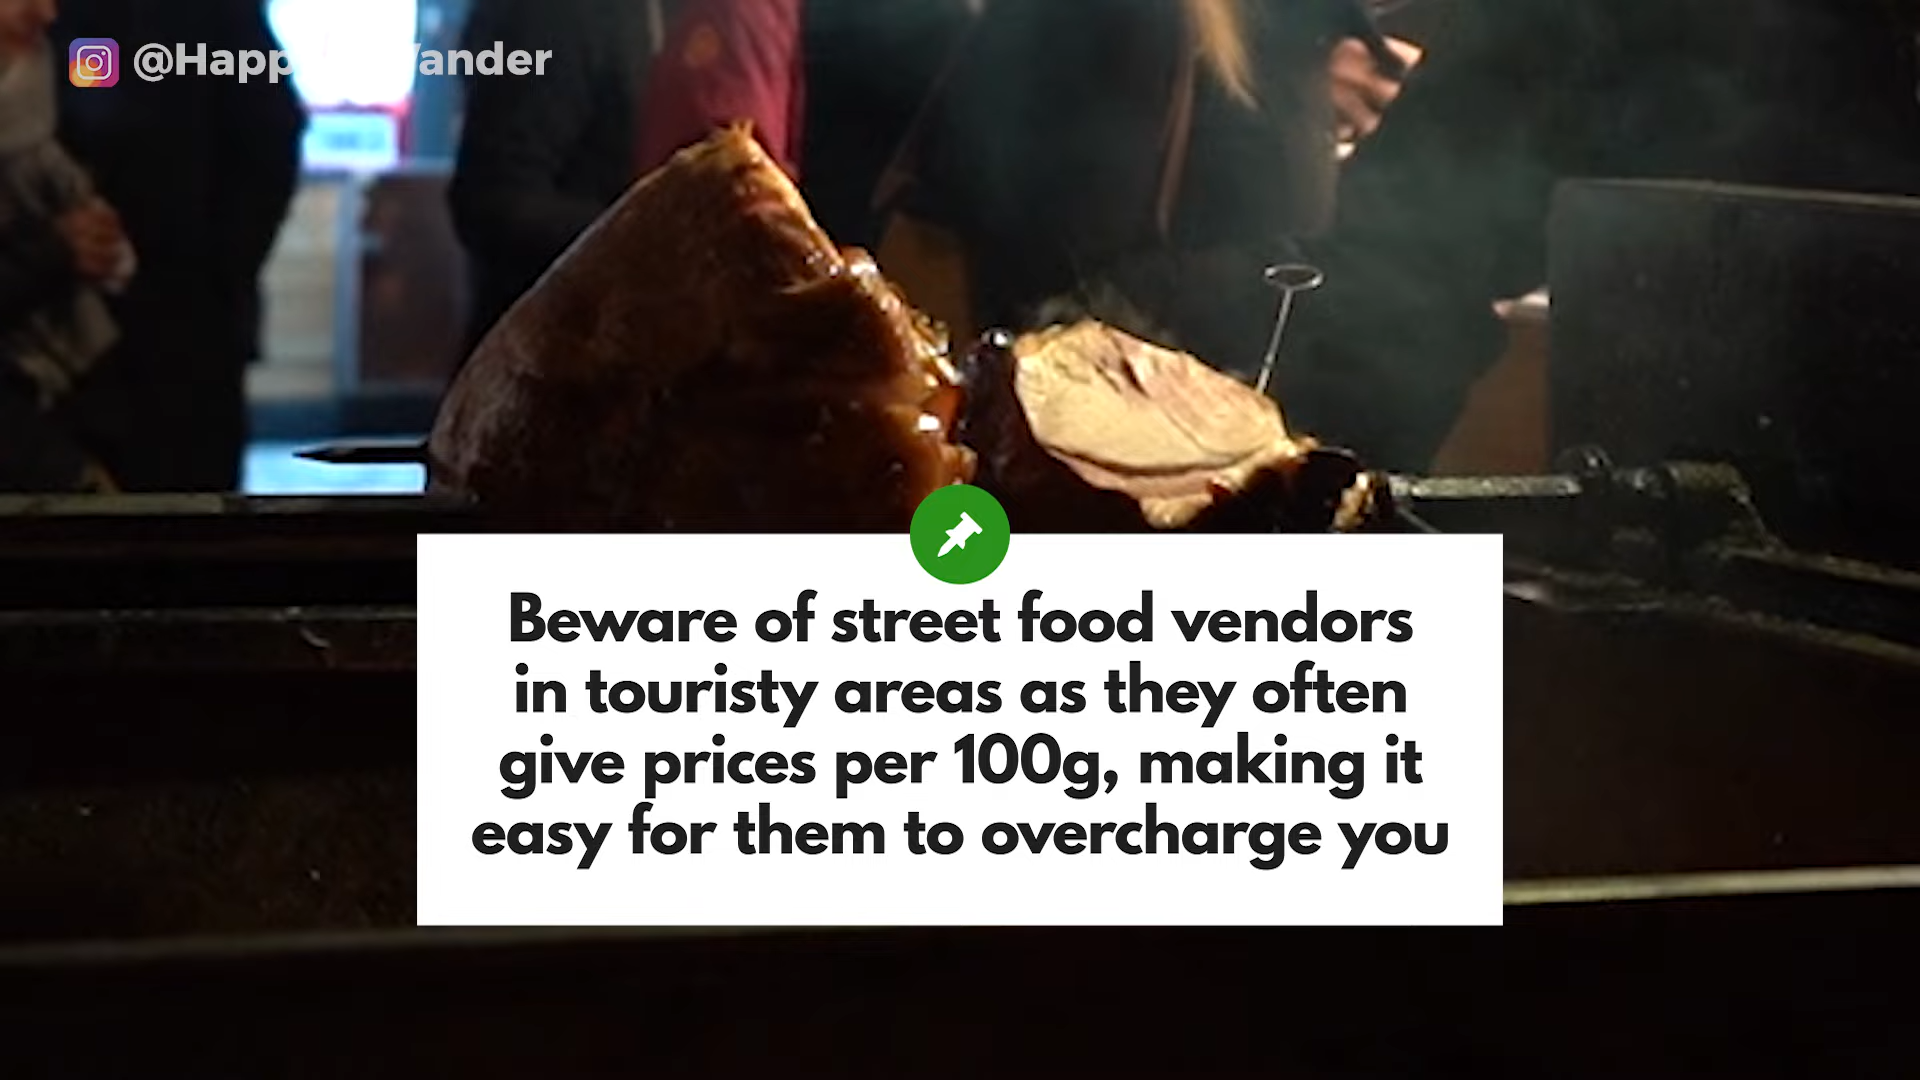 Beware of street food vendors
in touristy areas as they often
give prices per 100g, making it
easy for them to overcharge you